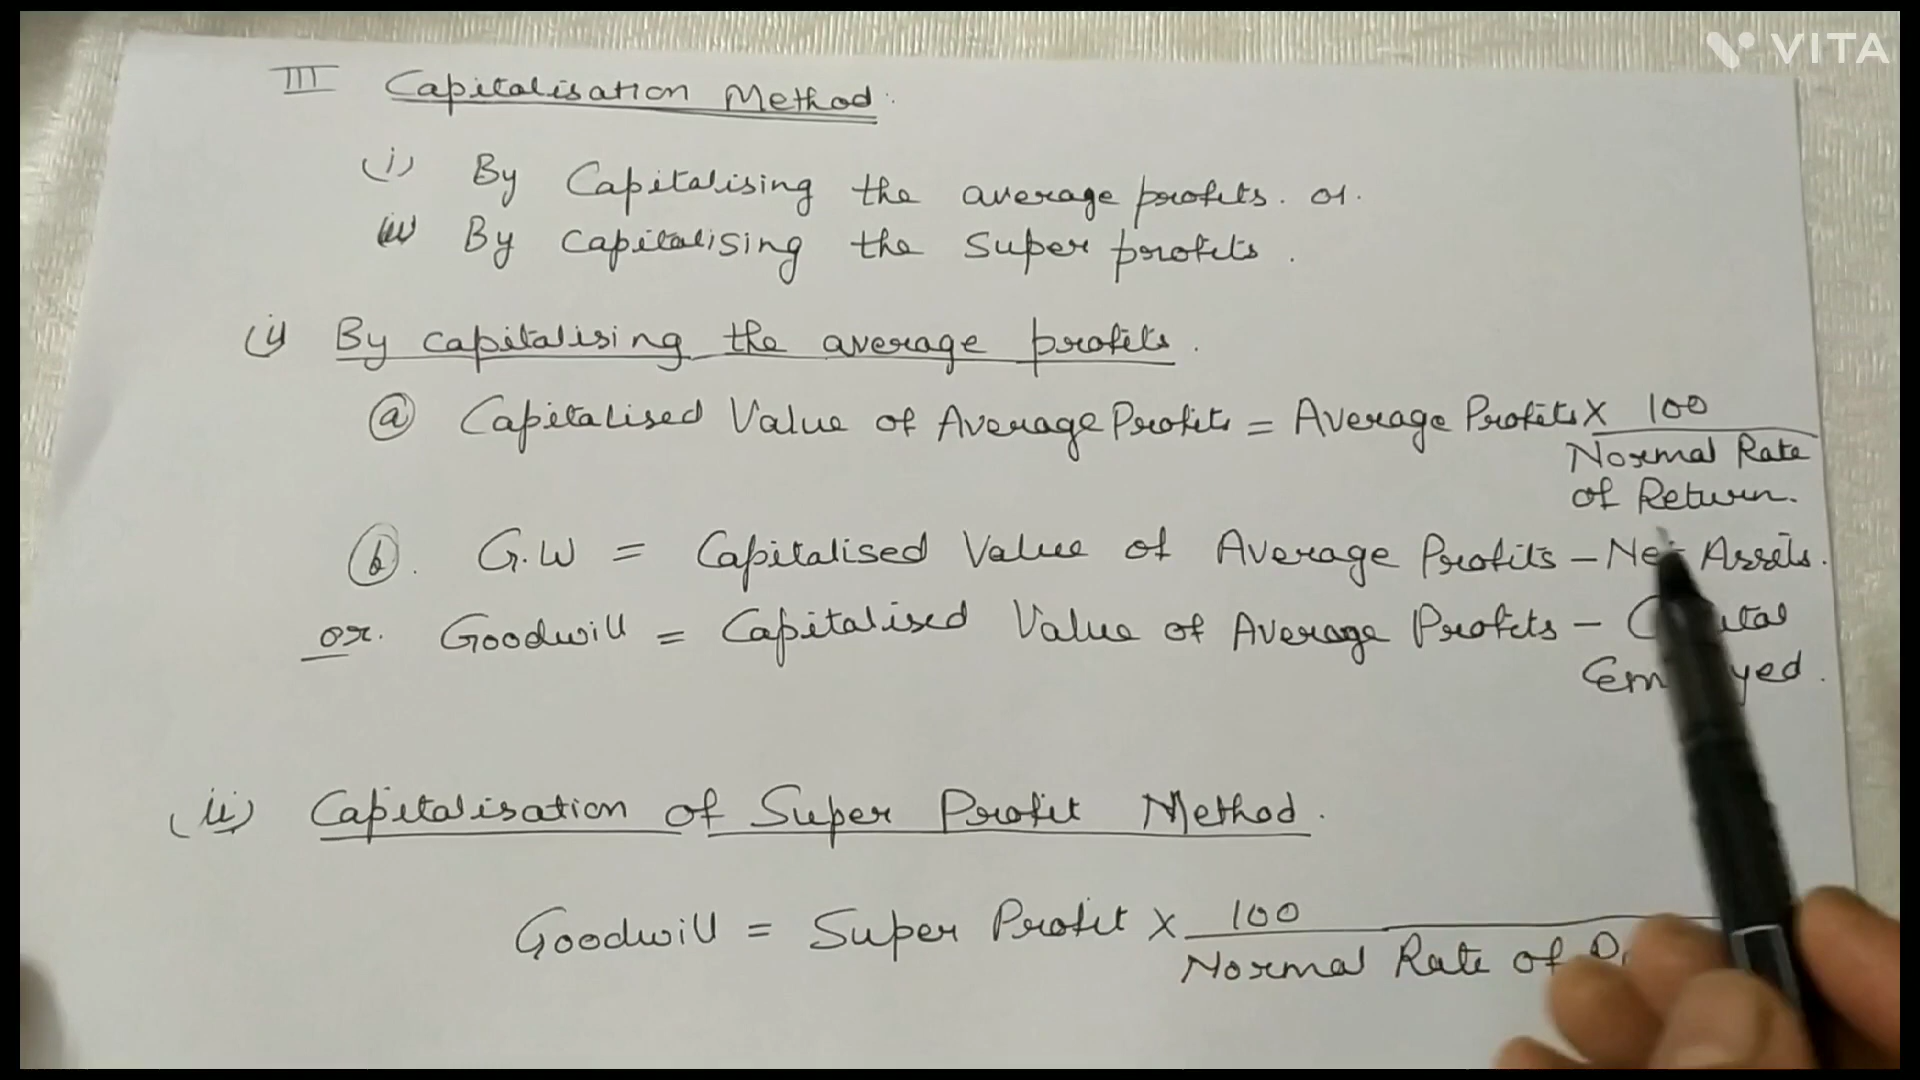 VITA
III Capitalisation Method:
(i) By Capitalising the average profits. or.
(ii) By Capitalising the Super profits.
(i) By capitalising the average profits.
(a) Capitalised Value of Average Profits = Average Profits X 100
Normal Rate
of Return.
(b). G.W = Capitalised Value of Average Profits - Net Assets.
or. Goodwill = Capitalised Value of Average Profits -
(ii) Capitalisation of Super Profit Method.
Goodwill = Super Profit X 100
Normal Rate of